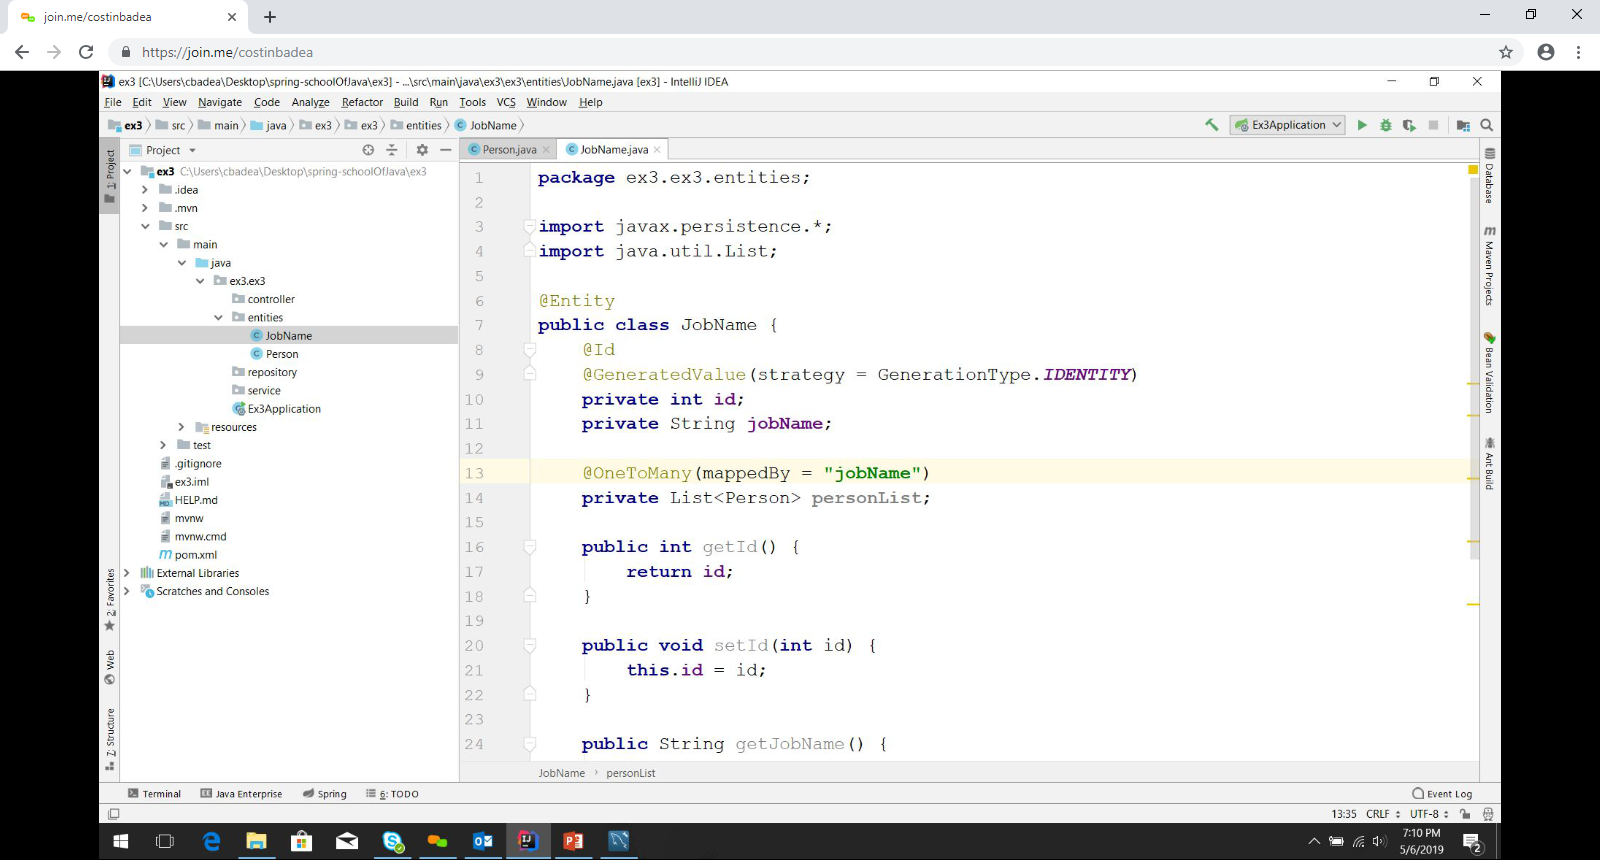 join.me/costinbadea
https://join.me/costinbadea
ex3 [C:\Users\cbadea\Desktop\spring-schoolOfJava\ex3] - ...\src\main\java\ex3\ex3\entities\JobName.java [ex3] - IntelliJ IDEA
File Edit View Navigate Code Analyze Refactor Build Run Tools VCS Window Help
ex3 src main java ex3 ex3 entities JobName Ex3Application
Project Person.java JobName.java
1: Project
2: Favorites
Web
7: Structure
ex3 C:\Users\cbadea\Desktop\spring-schoolOfJava\ex3
.idea
.mvn
src
main
java
ex3.ex3
controller
entities
JobName
Person
repository
service
Ex3Application
resources
test
.gitignore
ex3.iml
HELP.md
mvnw
mvnw.cmd
pom.xml
External Libraries
Scratches and Consoles
1 package ex3.ex3.entities;
2
3 import javax.persistence.*;
4 import java.util.List;
5
6 @Entity
7 public class JobName {
8 @Id
9 @GeneratedValue(strategy = GenerationType.IDENTITY)
10 private int id;
11 private String jobName;
12
13 @OneToMany(mappedBy = "jobName")
14 private List<Person> personList;
15
16 public int getId() {
17 return id;
18 }
19
20 public void setId(int id) {
21 this.id = id;
22 }
23
24 public String getJobName() {
JobName › personList
Database
Maven Projects
Bean Validation
Ant Build
Terminal Java Enterprise Spring 6: TODO Event Log
13:35 CRLF UTF-8
7:10 PM
5/6/2019
2